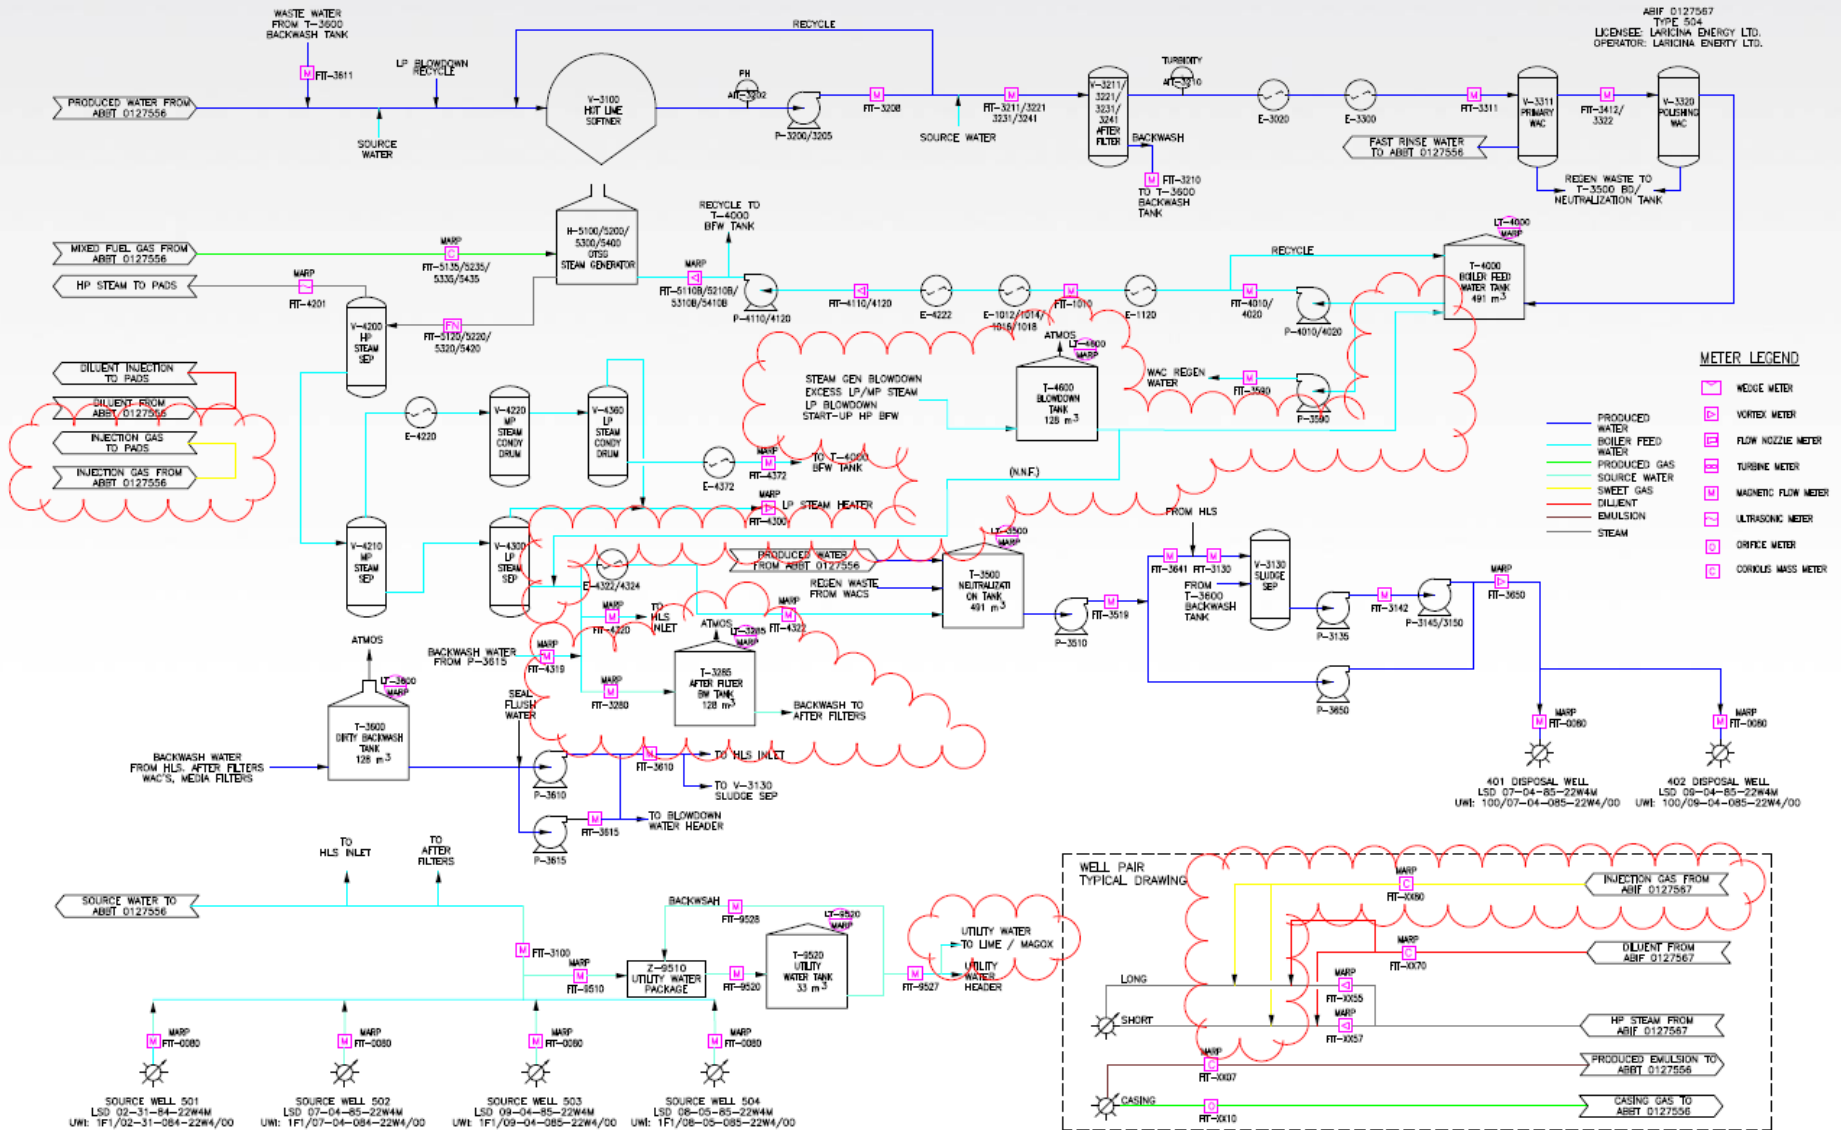 WASTE WATER
FROM T-3600
BACKWASH TANK
FIT-3611
LP BLOWDOWN
RECYCLE
PRODUCED WATER FROM
ABBT 0127556
SOURCE
WATER
V-3100
HOT LIME
SOFTNER
RECYCLE
PH
AIT-3202
P-3200/3205
FIT-3208
SOURCE WATER
FIT-3211/3221
3231/3241
V-3211/
3221/
3231/
3241
AFTER
FILTER
TURBIDITY
AIT-3210
BACKWASH
FIT-3210
TO T-3600
BACKWASH
TANK
E-3020
E-3300
FIT-3311
FAST RINSE WATER
TO ABBT 0127556
V-3311
PRIMARY
WAC
FIT-3412/
3322
V-3320
POLISHING
WAC
REGEN WASTE TO
T-3500 BD/
NEUTRALIZATION TANK
ABIF 0127567
TYPE 504
LICENSEE: LARICINA ENERGY LTD.
OPERATOR: LARICINA ENERTY LTD.
MIXED FUEL GAS FROM
ABBT 0127556
MARP
FIT-5135/5235/
5335/5435
H-5100/5200/
5300/5400
OTSG
STEAM GENERATOR
RECYCLE TO
T-4000
BFW TANK
MARP
FIT-5110B/5210B/
5310B/5410B
P-4110/4120
FIT-4110/4120
E-4222
E-1012/1014/
1016/1018
FIT-1010
E-1120
FIT-4010/
4020
P-4010/4020
RECYCLE
LT-4000
MARP
T-4000
BOILER FEED
WATER TANK
491 m3
HP STEAM TO PADS
MARP
FIT-4201
V-4200
HP
STEAM
SEP
FIT-5120/5220/
5320/5420
DILUENT INJECTION
TO PADS
DILUENT FROM
ABBT 0127556
INJECTION GAS
TO PADS
INJECTION GAS FROM
ABBT 0127556
E-4220
V-4220
MP
STEAM
CONDY
DRUM
V-4360
LP
STEAM
CONDY
DRUM
E-4372
MARP
FIT-4372
TO T-4000
BFW TANK
STEAM GEN BLOWDOWN
EXCESS LP/MP STEAM
LP BLOWDOWN
START-UP HP BFW
ATMOS
LT-4600
MARP
T-4600
BLOWDOWN
TANK
128 m3
WAC REGEN
WATER
FIT-3590
P-3590
(N.N.F.)
METER LEGEND
WEDGE METER
VORTEX METER
FLOW NOZZLE METER
TURBINE METER
MAGNETIC FLOW METER
ULTRASONIC METER
ORIFICE METER
CORIOLIS MASS METER
PRODUCED
WATER
BOILER FEED
WATER
PRODUCED GAS
SOURCE WATER
SWEET GAS
DILUENT
EMULSION
STEAM
V-4210
MP
STEAM
SEP
V-4300
LP
STEAM
SEP
MARP
FIT-4300
LP STEAM HEATER
E-4322/4324
MARP
FIT-4320
TO
HLS
INLET
BACKWASH WATER
FROM P-3615
MARP
FIT-4319
MARP
FIT-3280
ATMOS
LT-3285
MARP
T-3285
AFTER FILTER
BW TANK
128 m3
BACKWASH TO
AFTER FILTERS
MARP
FIT-4322
PRODUCED WATER
FROM ABBT 0127556
REGEN WASTE
FROM WACS
LT-3500
MARP
T-3500
NEUTRALIZATI
ON TANK
491 m3
P-3510
FIT-3519
FROM HLS
FIT-3641
FIT-3130
FROM
T-3600
BACKWASH
TANK
V-3130
SLUDGE
SEP
P-3135
FIT-3142
P-3145/3150
MARP
FIT-3650
P-3650
MARP
FIT-0080
MARP
FIT-0080
401 DISPOSAL WELL
LSD 07-04-85-22W4M
UWI: 100/07-04-085-22W4/00
402 DISPOSAL WELL
LSD 09-04-85-22W4M
UWI: 100/09-04-085-22W4/00
ATMOS
LT-3600
MARP
T-3600
DIRTY BACKWASH
TANK
128 m3
BACKWASH WATER
FROM HLS, AFTER FILTERS
WAC'S, MEDIA FILTERS
SEAL
FLUSH
WATER
P-3610
FIT-3610
TO HLS INLET
TO V-3130
SLUDGE SEP
P-3615
FIT-3615
TO BLOWDOWN
WATER HEADER
TO
HLS INLET
TO
AFTER
FILTERS
SOURCE WATER TO
ABBT 0127556
FIT-3100
MARP
FIT-9510
Z-9510
UTILITY WATER
PACKAGE
BACKWSAH
FIT-9528
FIT-9520
LT-9520
MARP
T-9520
UTILITY
WATER TANK
33 m3
FIT-9527
UTILITY WATER
TO LIME / MAGOX
UTILITY
WATER
HEADER
MARP
FIT-0080
MARP
FIT-0080
MARP
FIT-0080
MARP
FIT-0080
SOURCE WELL 501
LSD 02-31-84-22W4M
UWI: 1F1/02-31-084-22W4/00
SOURCE WELL 502
LSD 07-04-85-22W4M
UWI: 1F1/07-04-084-22W4/00
SOURCE WELL 503
LSD 09-04-85-22W4M
UWI: 1F1/09-04-085-22W4/00
SOURCE WELL 504
LSD 08-05-85-22W4M
UWI: 1F1/08-05-085-22W4/00
WELL PAIR
TYPICAL DRAWING
MARP
FIT-XX80
INJECTION GAS FROM
ABIF 0127567
MARP
FIT-XX70
DILUENT FROM
ABIF 0127567
LONG
MARP
FIT-XX55
SHORT
MARP
FIT-XX57
HP STEAM FROM
ABIF 0127567
MARP
FIT-XX07
PRODUCED EMULSION TO
ABBT 0127556
CASING
FIT-XX10
CASING GAS TO
ABBT 0127556